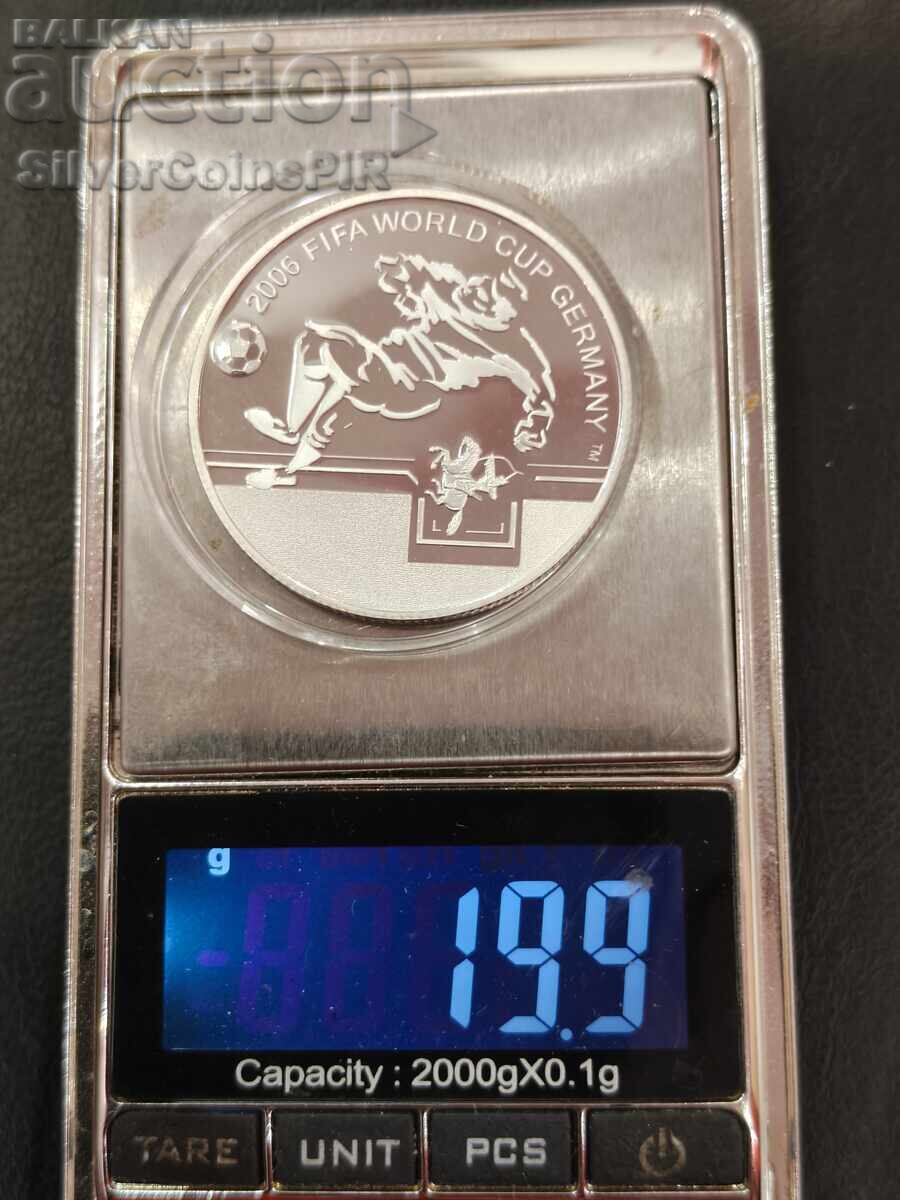 BALKAN
auction
SilverCoinsPIR
2006 FIFA WORLD CUP GERMANY ™
g
19.9
Capacity : 2000gX0.1g
TARE UNIT PCS